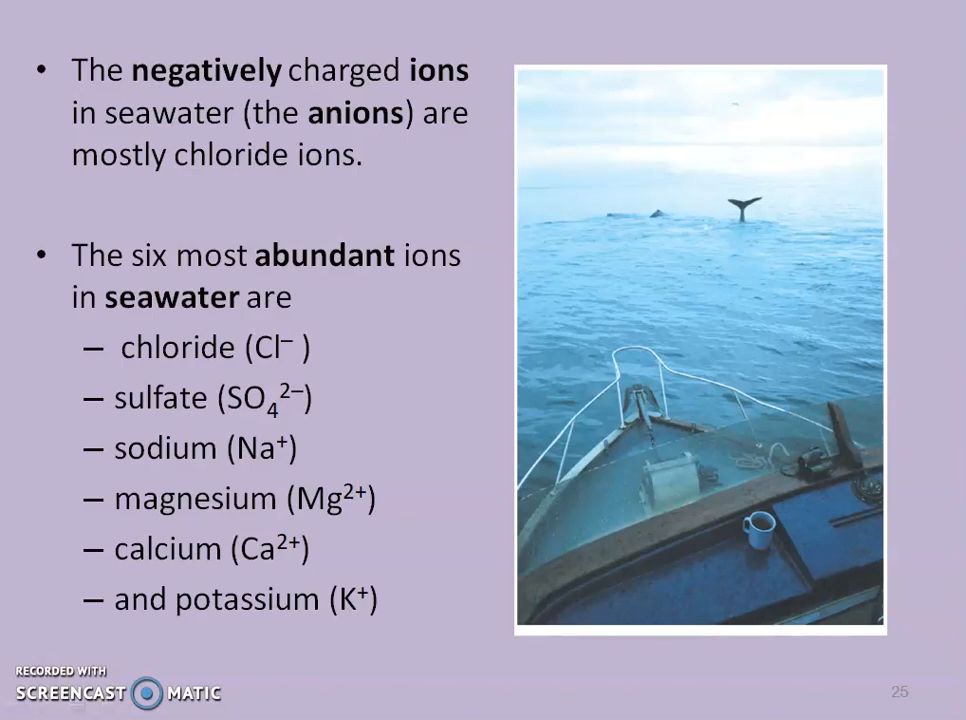 • The negatively charged ions
in seawater (the anions) are
mostly chloride ions.
• The six most abundant ions
in seawater are
– chloride (Cl⁻ )
– sulfate (SO₄²⁻)
– sodium (Na⁺)
– magnesium (Mg²⁺)
– calcium (Ca²⁺)
– and potassium (K⁺)
RECORDED WITH
SCREENCAST MATIC
25